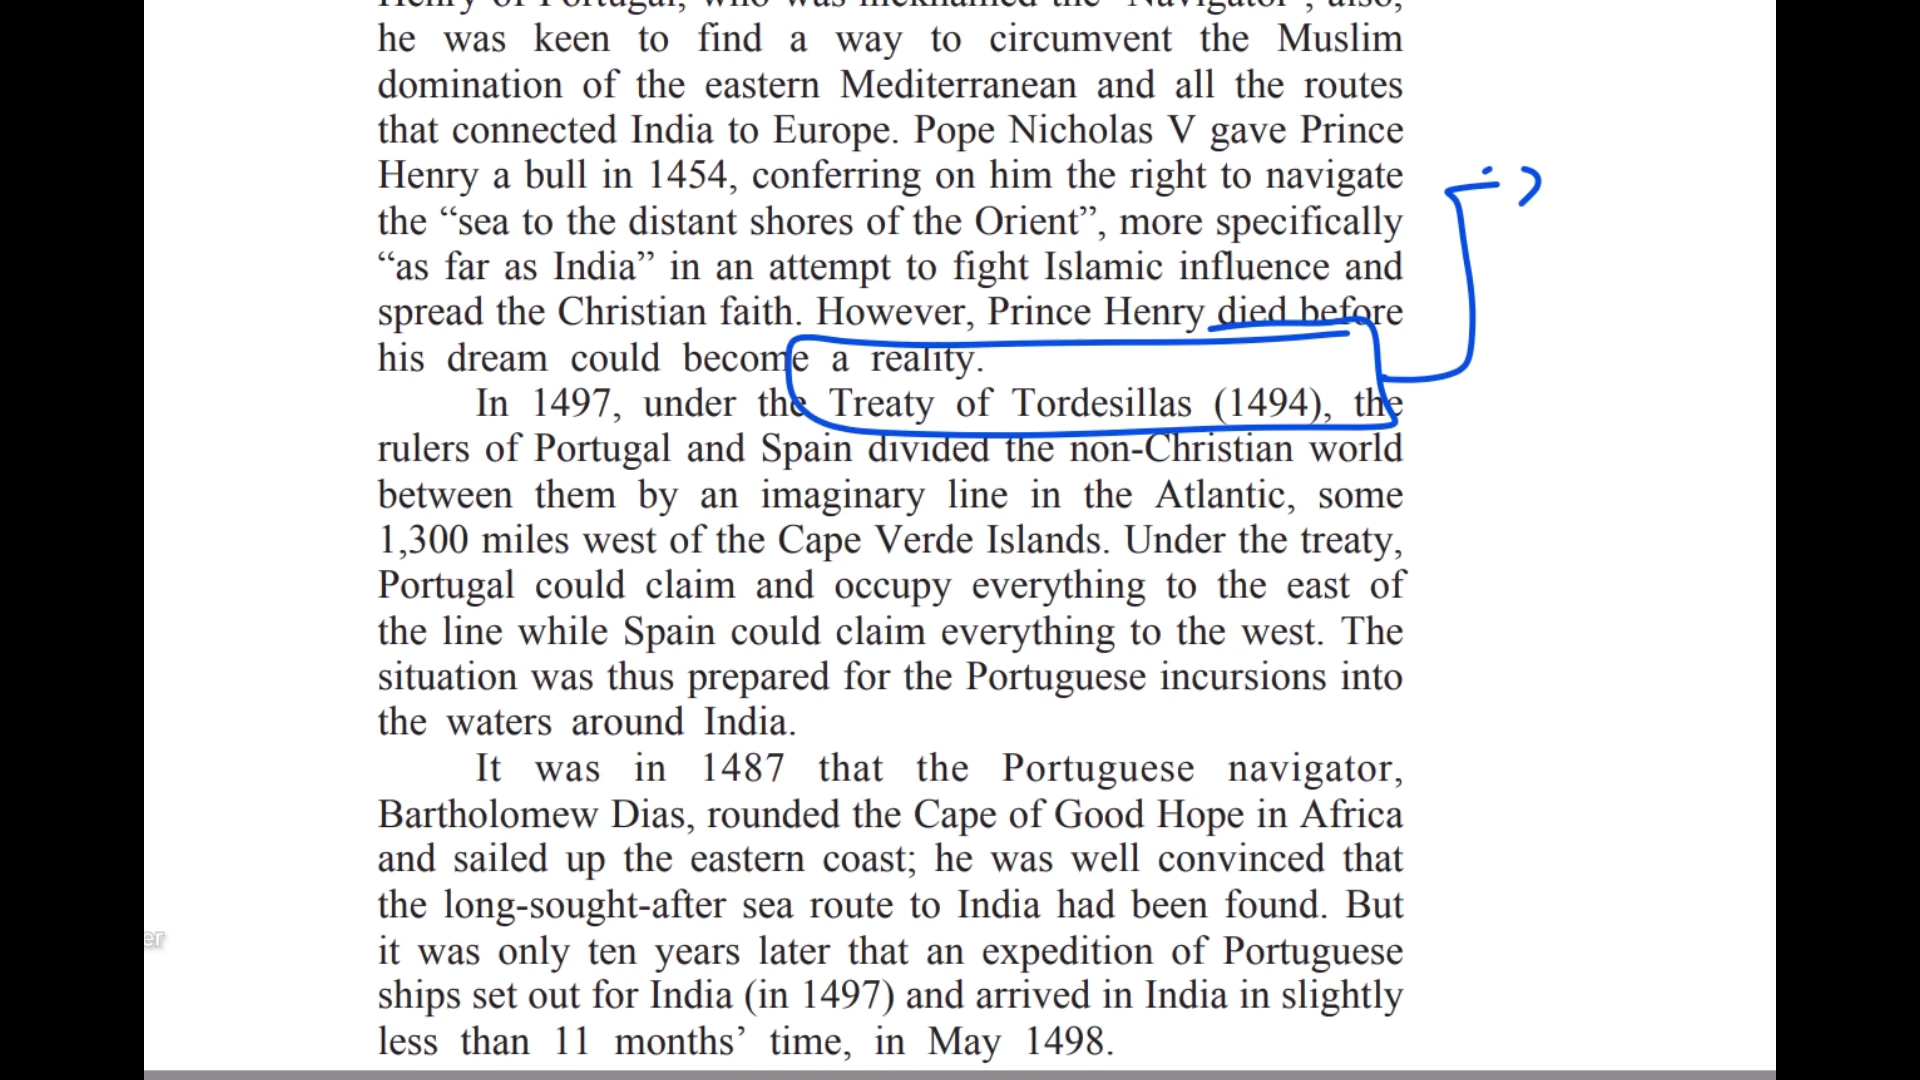 Henry of Portugal, who was nicknamed the ‘Navigator’; also,
he was keen to find a way to circumvent the Muslim
domination of the eastern Mediterranean and all the routes
that connected India to Europe. Pope Nicholas V gave Prince
Henry a bull in 1454, conferring on him the right to navigate
the “sea to the distant shores of the Orient”, more specifically
“as far as India” in an attempt to fight Islamic influence and
spread the Christian faith. However, Prince Henry died before
his dream could become a reality.
In 1497, under the Treaty of Tordesillas (1494), the
rulers of Portugal and Spain divided the non-Christian world
between them by an imaginary line in the Atlantic, some
1,300 miles west of the Cape Verde Islands. Under the treaty,
Portugal could claim and occupy everything to the east of
the line while Spain could claim everything to the west. The
situation was thus prepared for the Portuguese incursions into
the waters around India.
It was in 1487 that the Portuguese navigator,
Bartholomew Dias, rounded the Cape of Good Hope in Africa
and sailed up the eastern coast; he was well convinced that
the long-sought-after sea route to India had been found. But
it was only ten years later that an expedition of Portuguese
ships set out for India (in 1497) and arrived in India in slightly
less than 11 months’ time, in May 1498.
er